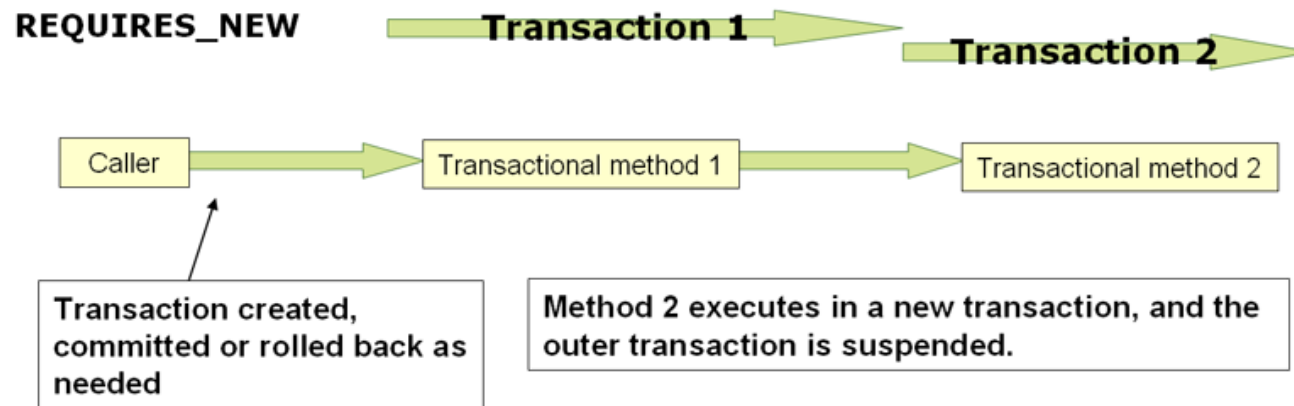 REQUIRES_NEW
Transaction 1
Transaction 2
Caller
Transactional method 1
Transactional method 2
Transaction created,
committed or rolled back as
needed
Method 2 executes in a new transaction, and the
outer transaction is suspended.